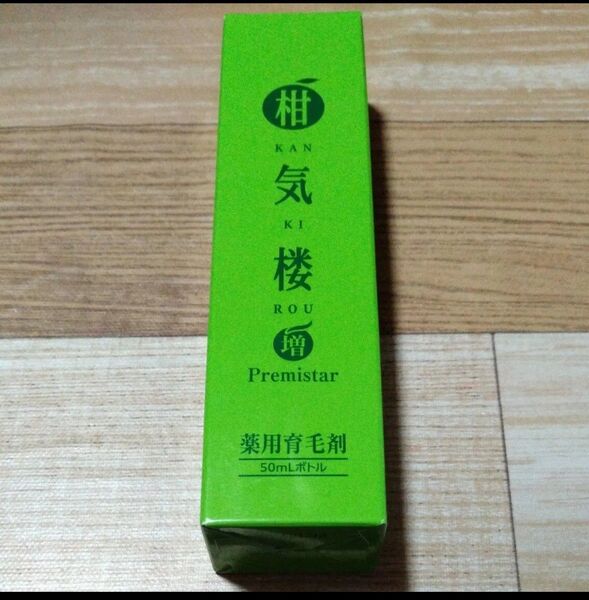 柑
KAN
気
KI
楼
ROU
増
Premistar
薬用育毛剤
50mLボトル